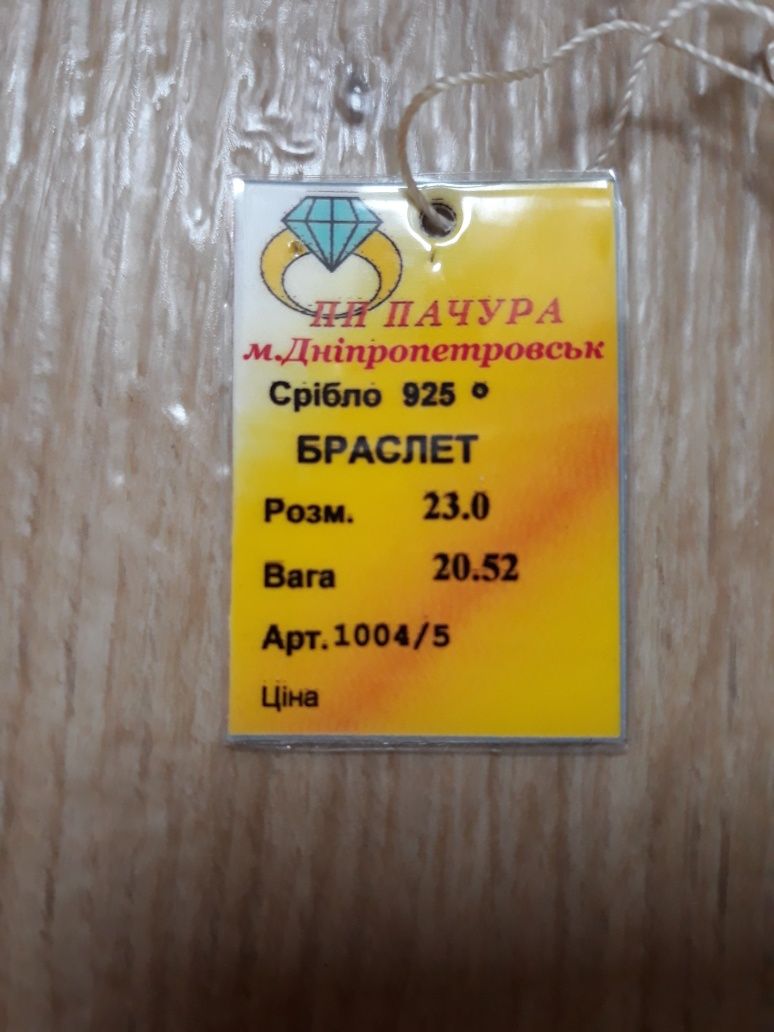 ПП ПАЧУРА
м.Дніпропетровськ
Срібло 925 °
БРАСЛЕТ
Розм. 23.0
Вага 20.52
Арт.1004/5
Ціна